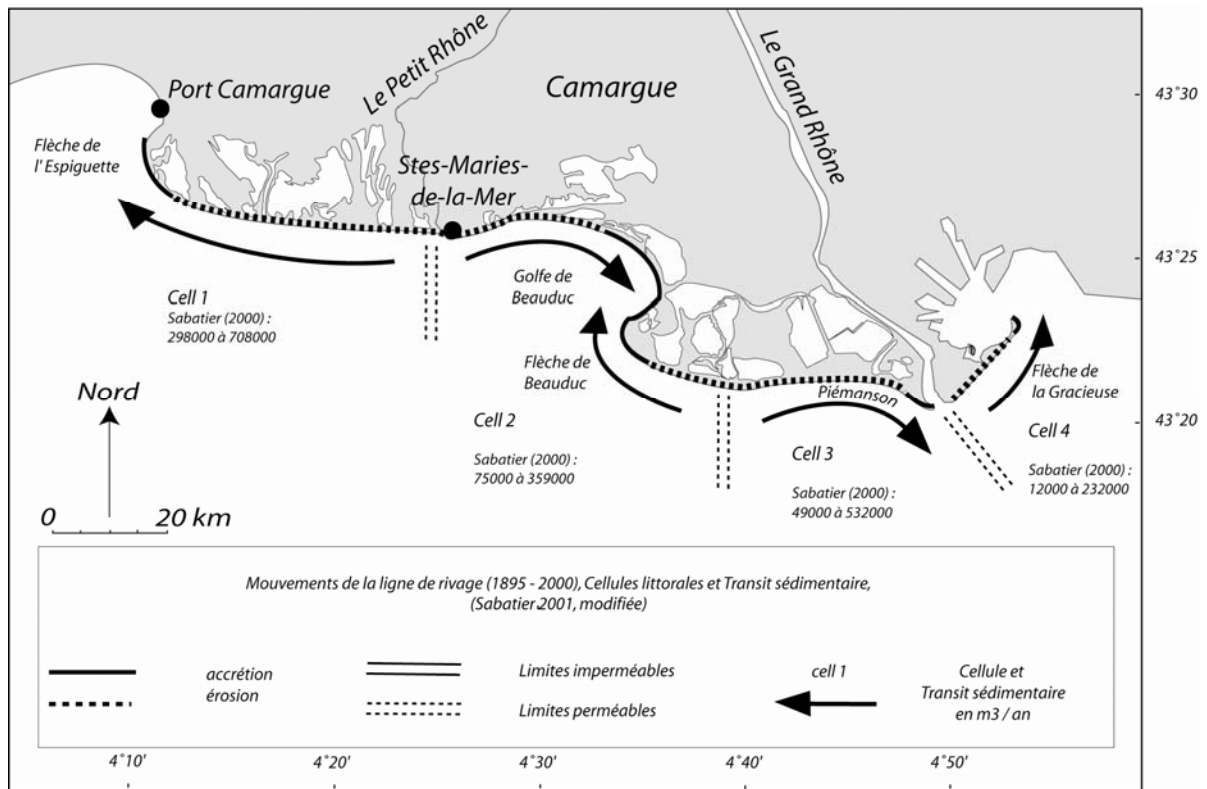 Port Camargue
Le Petit Rhône
Camargue
Le Grand Rhône
43˚30'
Flèche de
l' Espiguette
Stes-Maries-
de-la-Mer
43˚25'
Golfe de
Beauduc
Cell 1
Sabatier (2000) :
298000 à 708000
Flèche de
Beauduc
Flèche de
la Gracieuse
Piémanson
43˚20'
Nord
Cell 2
Sabatier (2000) :
75000 à 359000
Cell 3
Sabatier (2000) :
49000 à 532000
Cell 4
Sabatier (2000) :
12000 à 232000
0 20 km
Mouvements de la ligne de rivage (1895 - 2000), Cellules littorales et Transit sédimentaire,
(Sabatier 2001, modifiée)
accrétion
érosion
Limites imperméables
Limites perméables
cell 1
Cellule et
Transit sédimentaire
en m3 / an
4˚10' 4˚20' 4˚30' 4˚40' 4˚50'